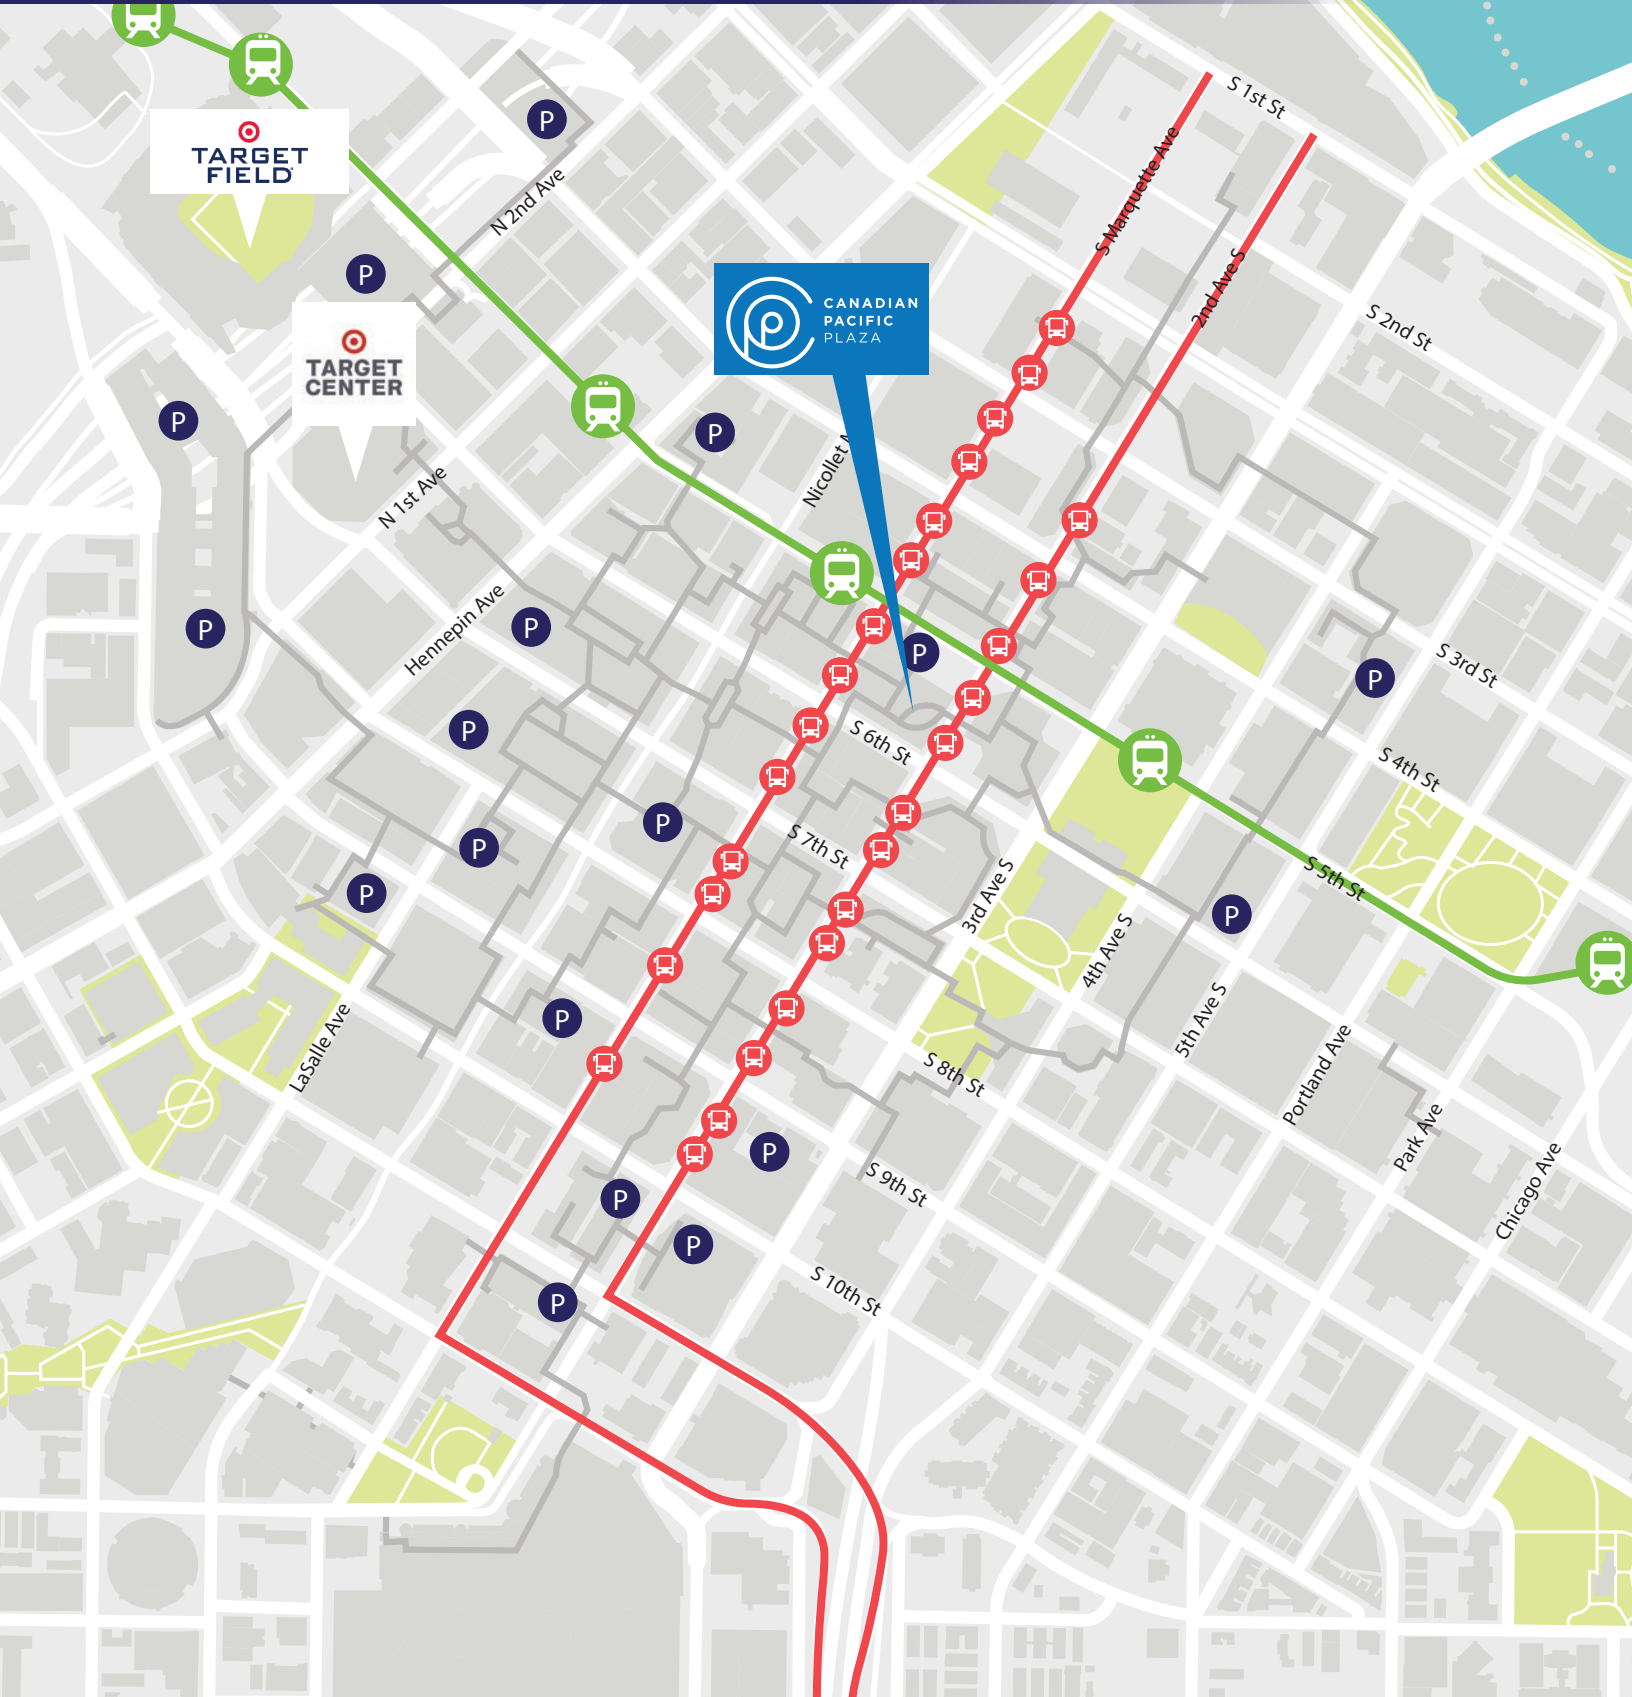 S 1st St
P
TARGET
FIELD
S Marquette Ave
N 2nd Ave
P
2nd Ave S
CANADIAN
PACIFIC
PLAZA
S 2nd St
TARGET
CENTER
P
P
Nicollet
N 1st Ave
P
P
Hennepin Ave
P
S 3rd St
P
P
S 6th St
S 4th St
P
S 7th St
P
S 5th St
P
3rd Ave S
P
4th Ave S
P
5th Ave S
LaSalle Ave
S 8th St
Portland Ave
Park Ave
P
S 9th St
Chicago Ave
P
P
S 10th St
P